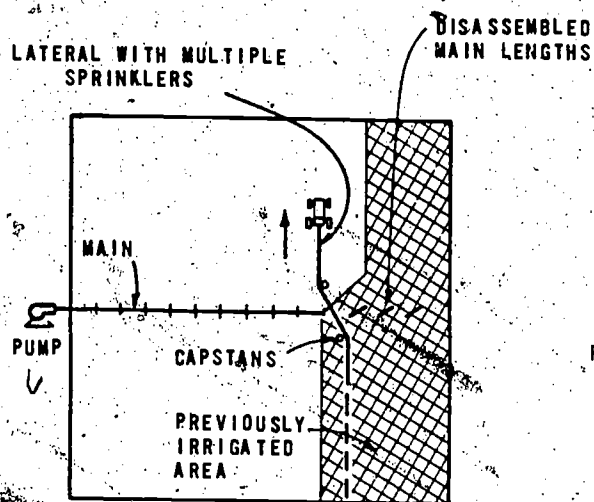 DISASSEMBLED
MAIN LENGTHS
LATERAL WITH MULTIPLE
SPRINKLERS
MAIN
PUMP
CAPSTANS
PREVIOUSLY
IRRIGATED
AREA